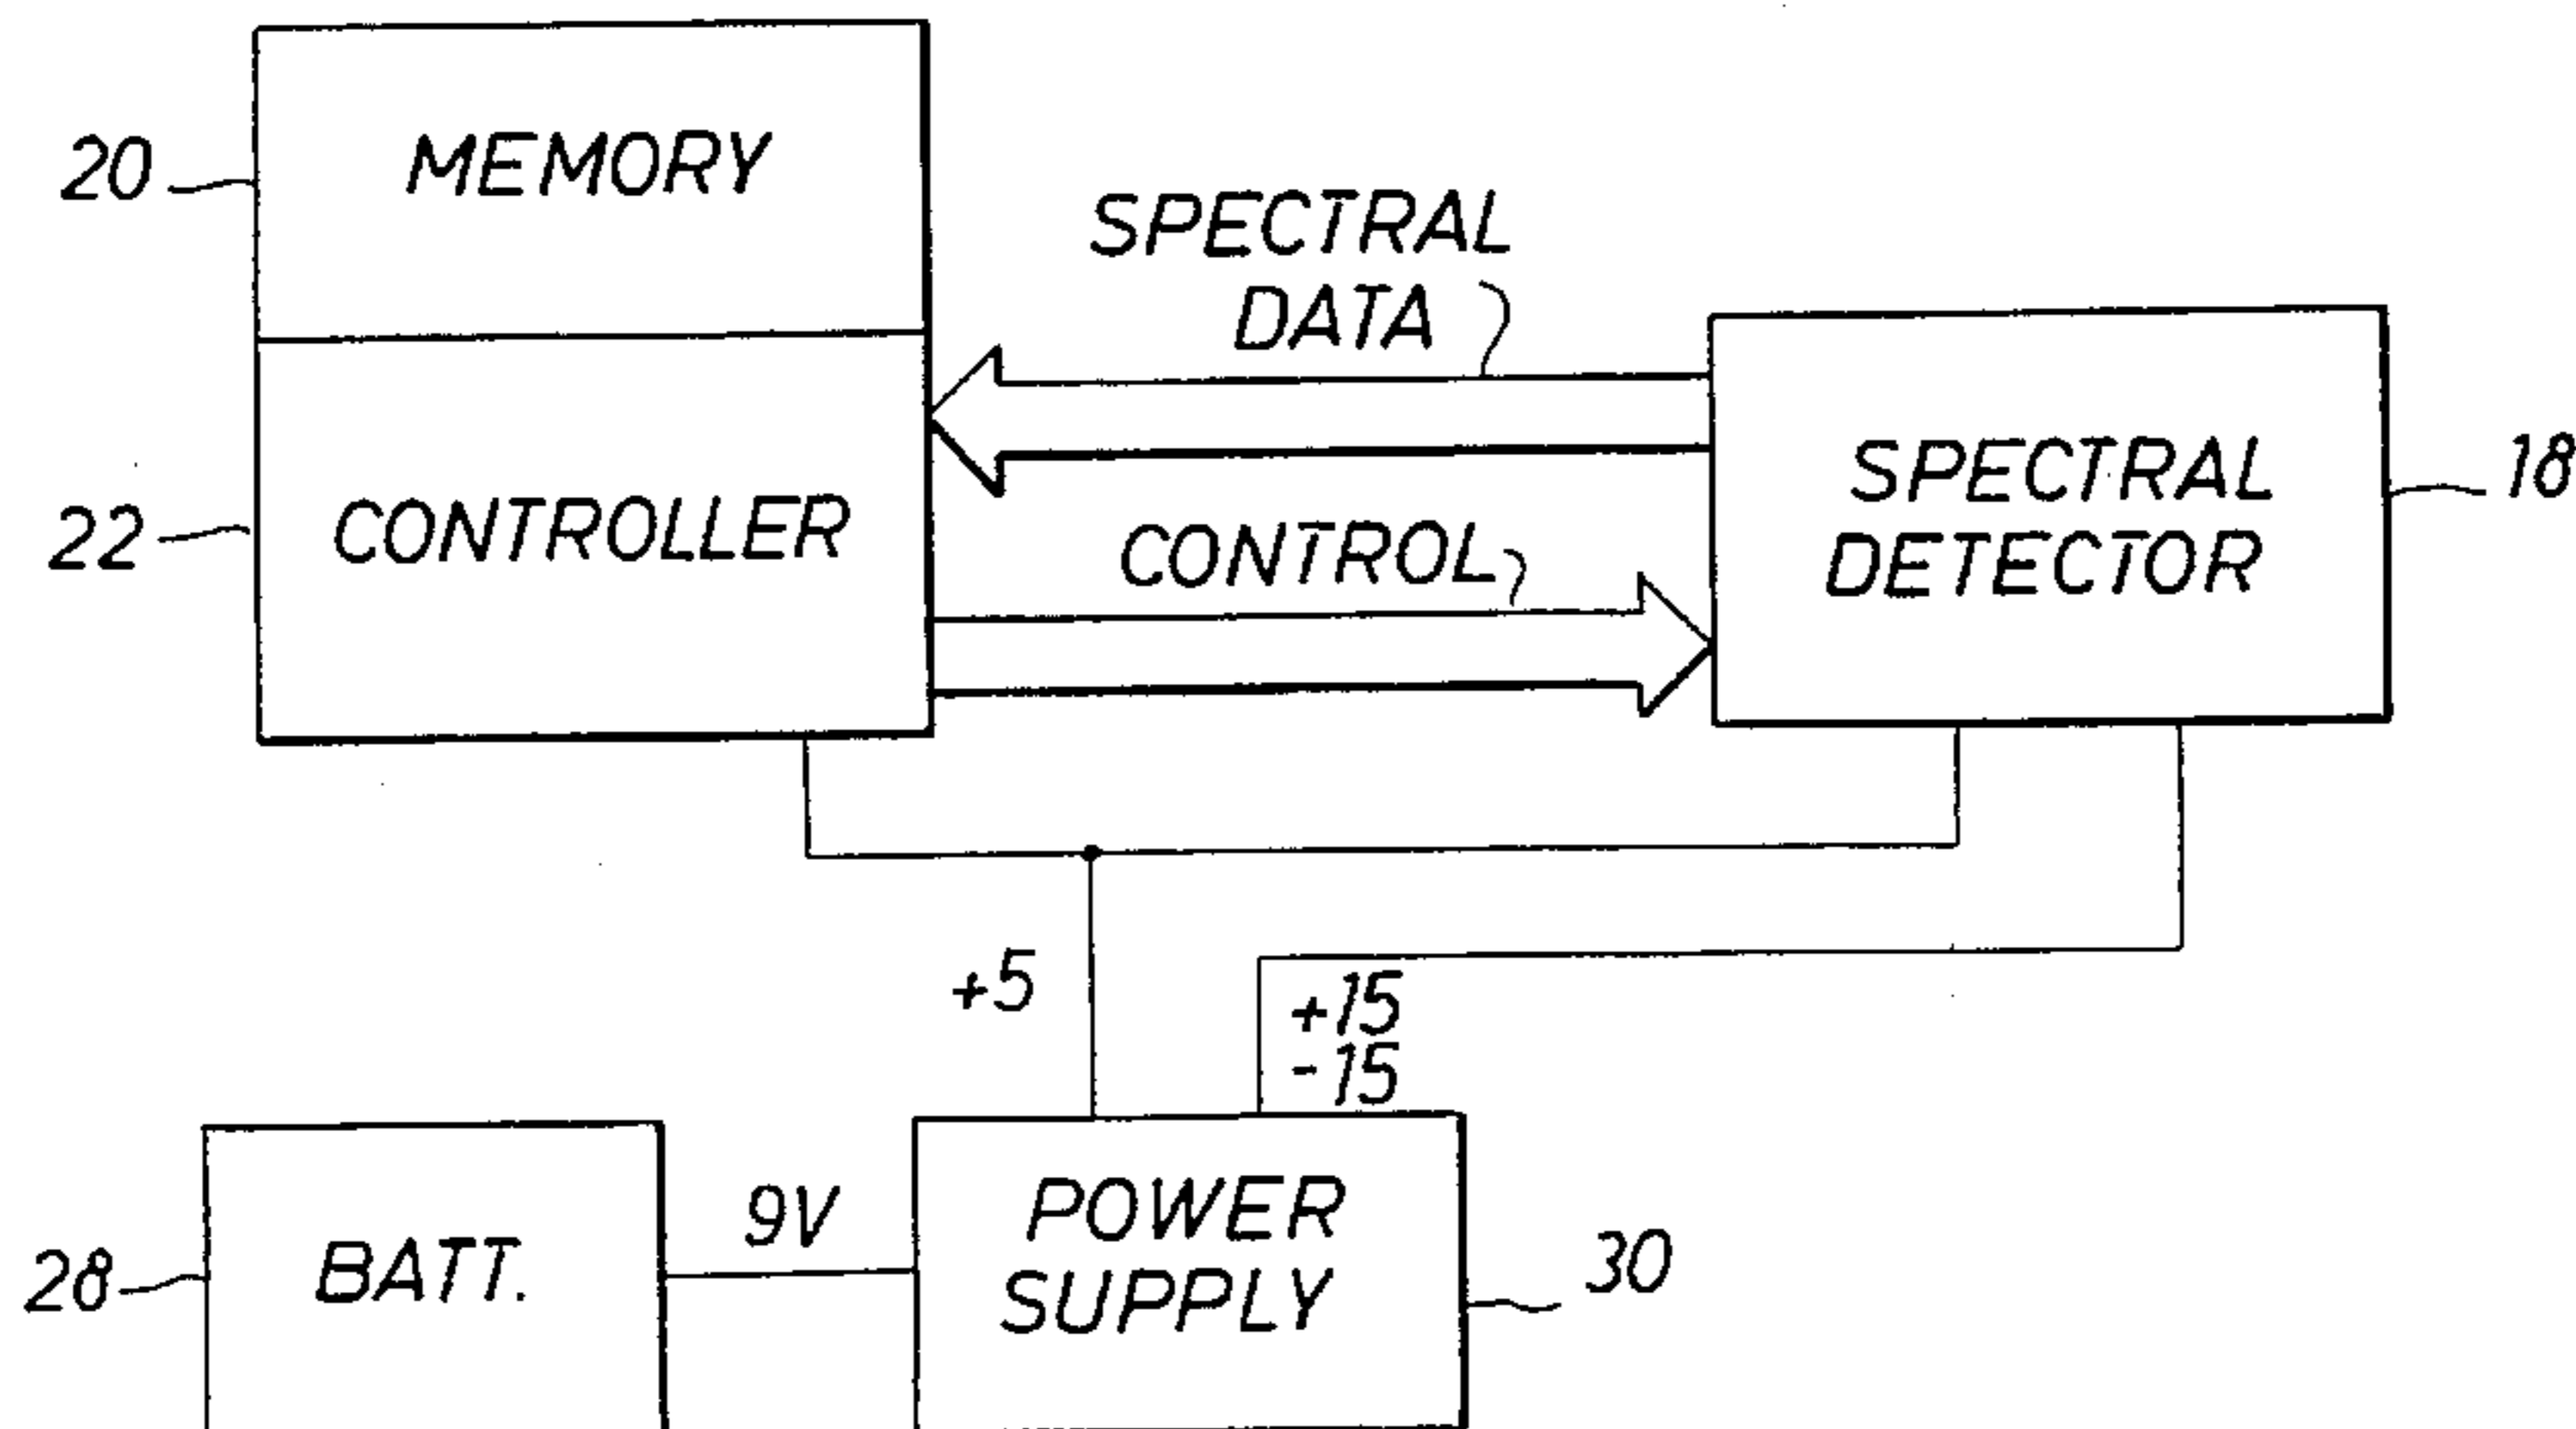 20
MEMORY
SPECTRAL
DATA
22
CONTROLLER
CONTROL
SPECTRAL
DETECTOR
18
+5
+15
-15
28
BATT.
9V
POWER
SUPPLY
30